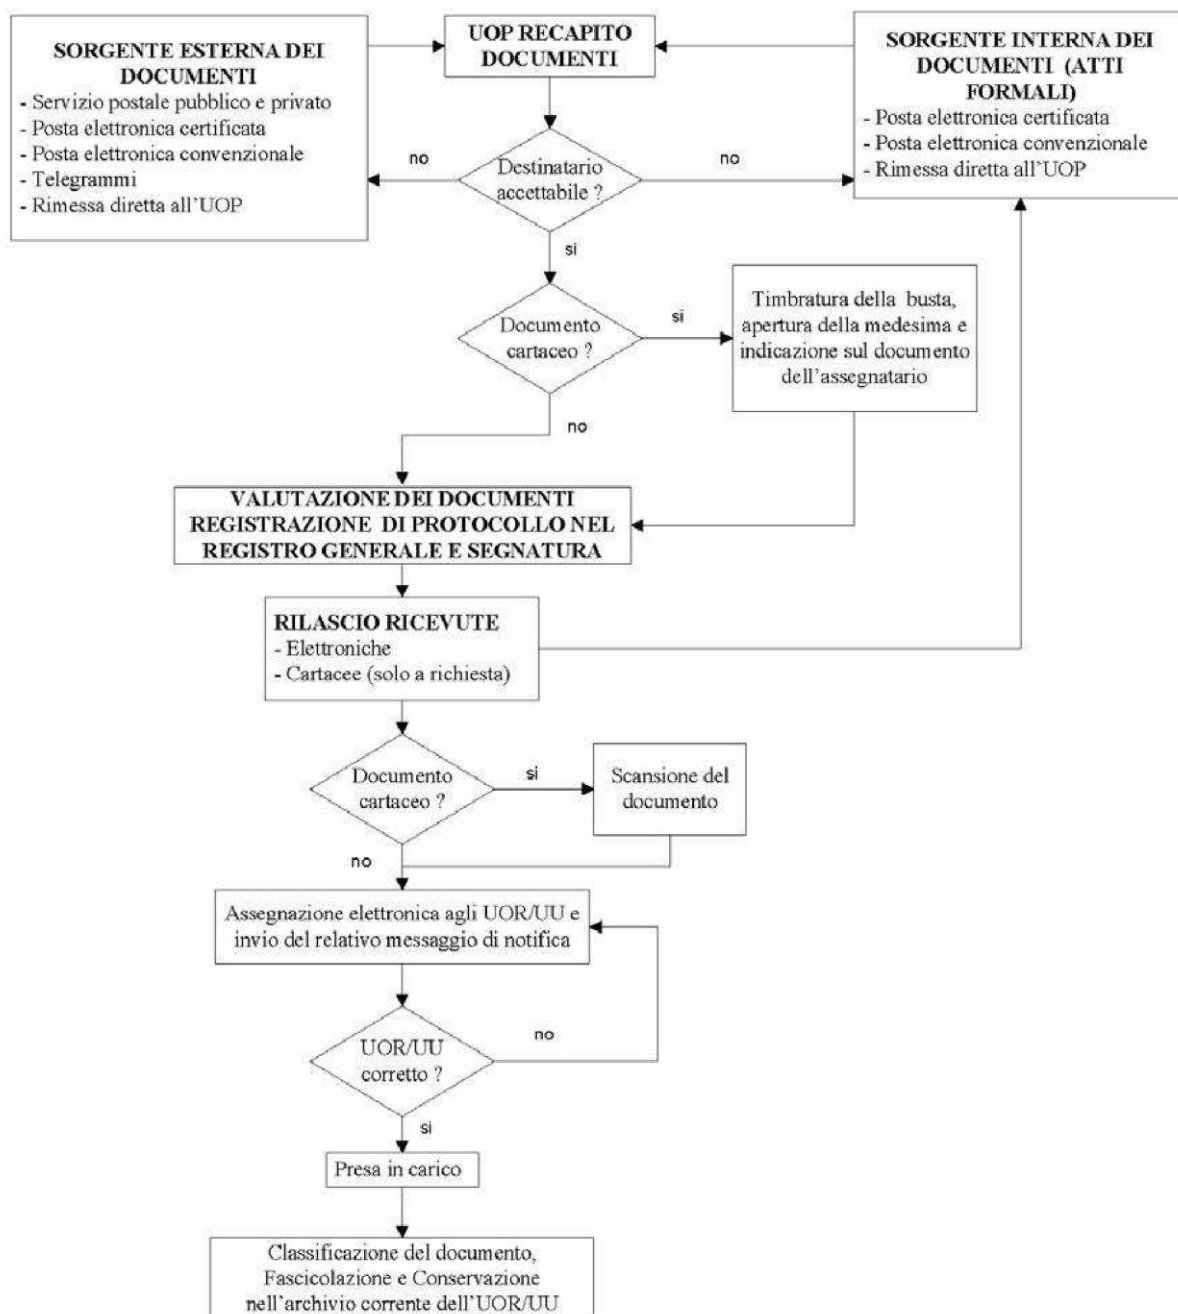 SORGENTE ESTERNA DEI
DOCUMENTI
- Servizio postale pubblico e privato
- Posta elettronica certificata
- Posta elettronica convenzionale
- Telegrammi
- Rimessa diretta all'UOP
UOP RECAPITO
DOCUMENTI
SORGENTE INTERNA DEI
DOCUMENTI (ATTI
FORMALI)
- Posta elettronica certificata
- Posta elettronica convenzionale
- Rimessa diretta all'UOP
no
Destinatario
accettabile ?
no
si
Documento
cartaceo ?
si
Timbratura della busta,
apertura della medesima e
indicazione sul documento
dell'assegnatario
no
VALUTAZIONE DEI DOCUMENTI
REGISTRAZIONE DI PROTOCOLLO NEL
REGISTRO GENERALE E SEGNATURA
RILASCIO RICEVUTE
- Elettroniche
- Cartacee (solo a richiesta)
Documento
cartaceo ?
si
Scansione del
documento
no
Assegnazione elettronica agli UOR/UU e
invio del relativo messaggio di notifica
UOR/UU
corretto ?
no
si
Presa in carico
Classificazione del documento,
Fascicolazione e Conservazione
nell'archivio corrente dell'UOR/UU